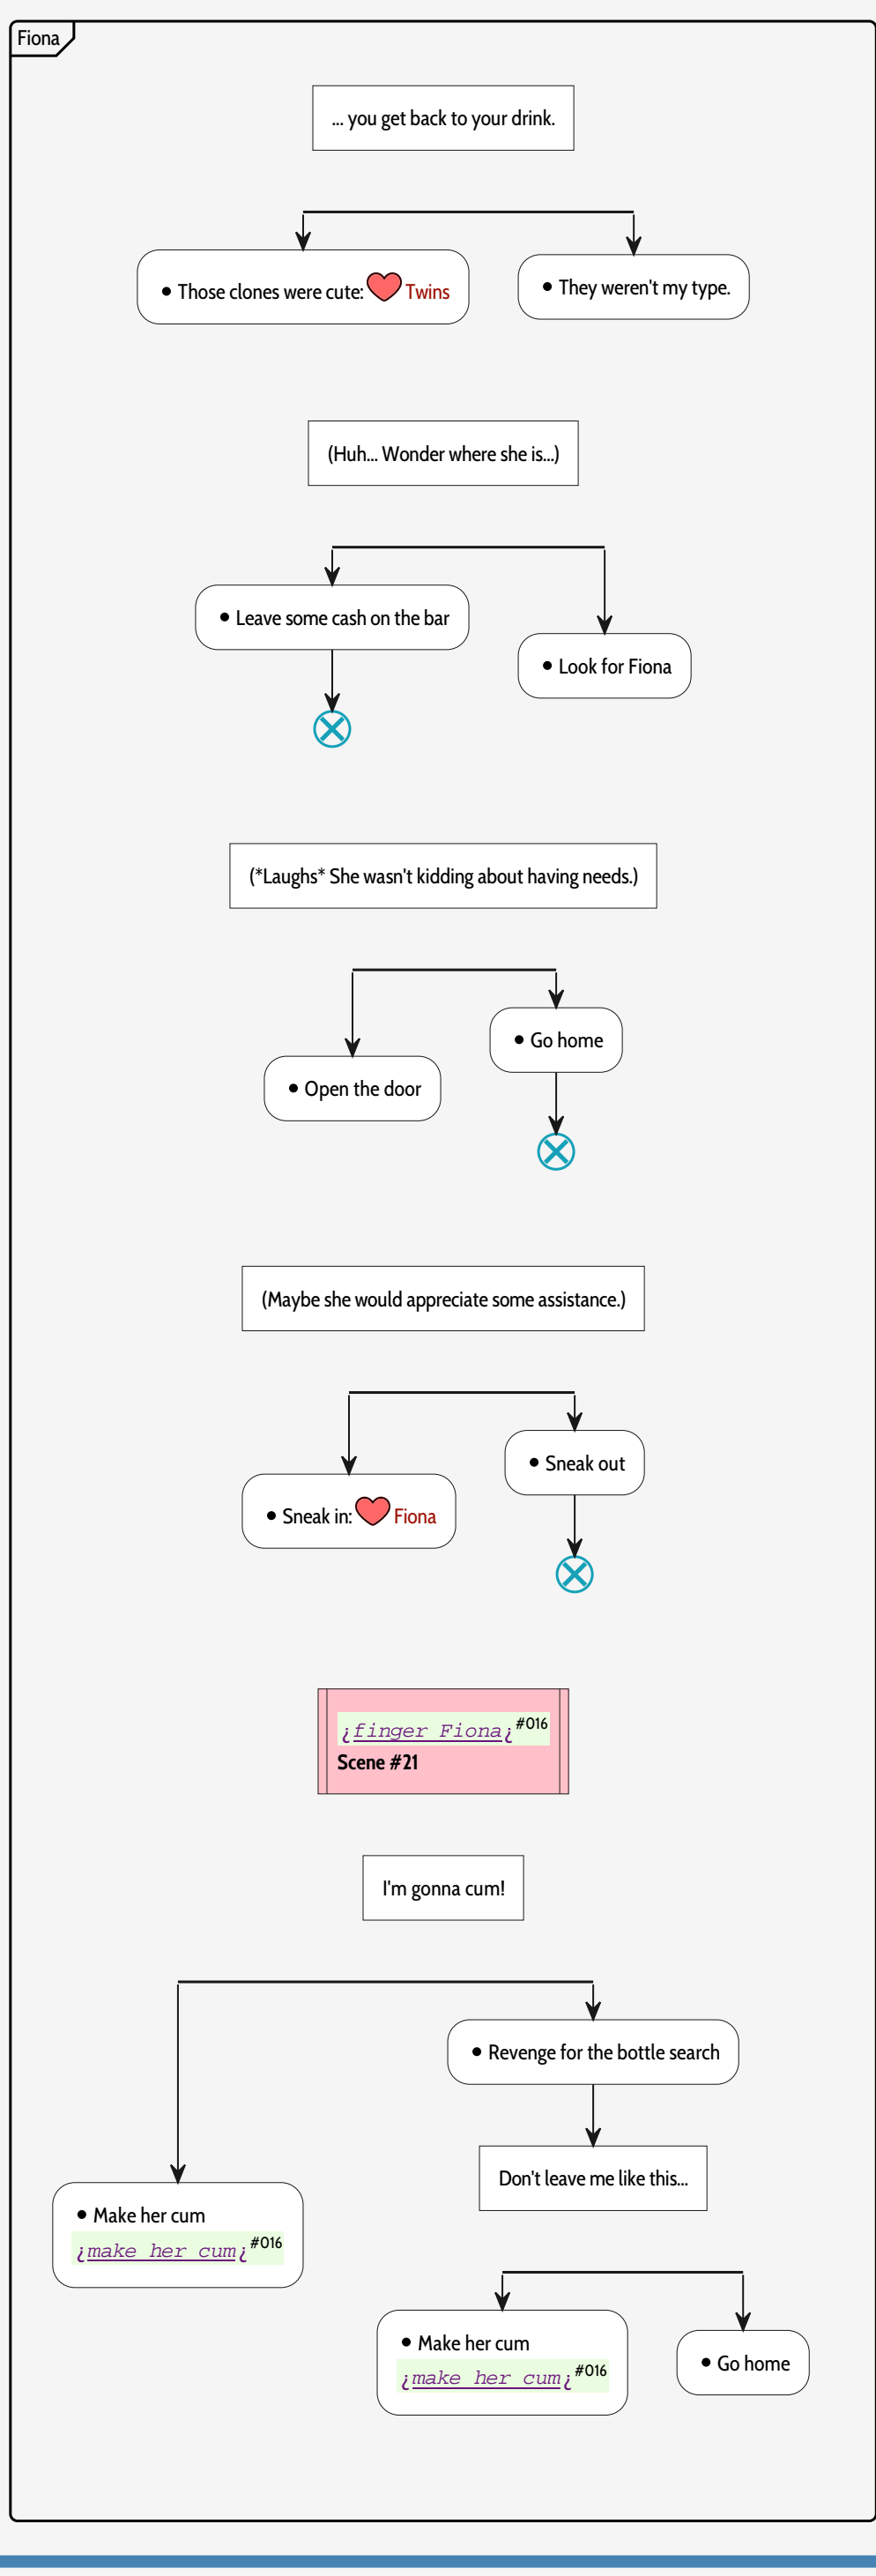 Fiona
... you get back to your drink.
• Those clones were cute: Twins
• They weren't my type.
(Huh... Wonder where she is...)
• Leave some cash on the bar
• Look for Fiona
(*Laughs* She wasn't kidding about having needs.)
• Go home
• Open the door
(Maybe she would appreciate some assistance.)
• Sneak out
• Sneak in: Fiona
¿finger Fiona¿#016
Scene #21
I'm gonna cum!
• Revenge for the bottle search
Don't leave me like this...
• Make her cum
¿make her cum¿#016
• Make her cum
¿make her cum¿#016
• Go home